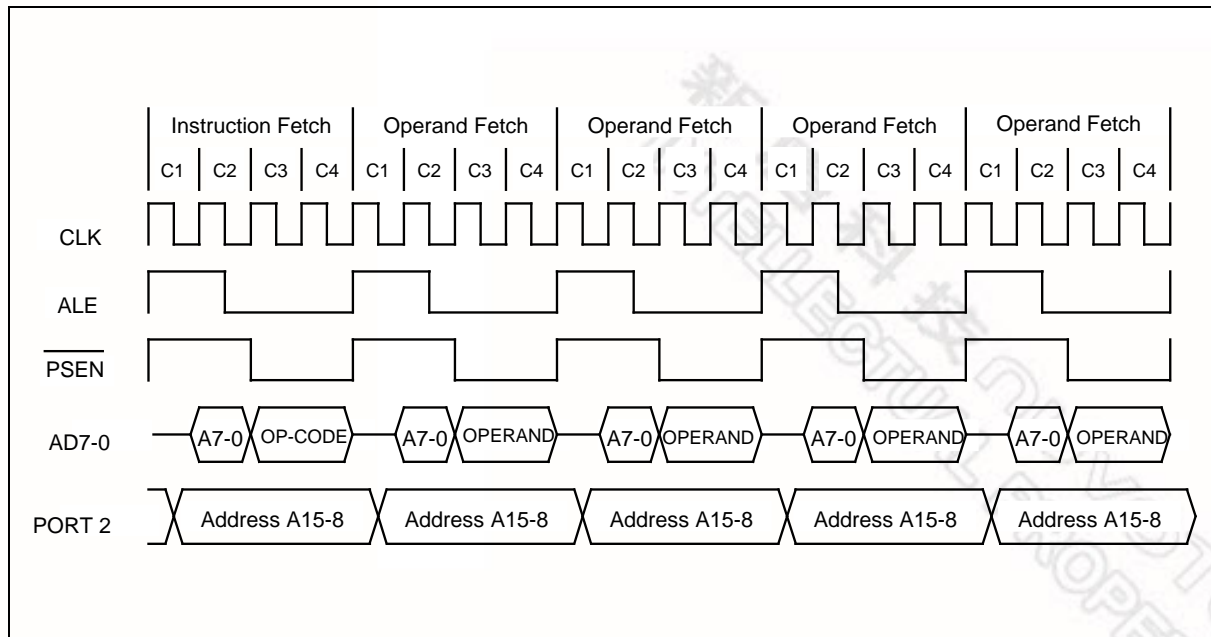 Instruction Fetch Operand Fetch Operand Fetch Operand Fetch Operand Fetch
C1 C2 C3 C4 C1 C2 C3 C4 C1 C2 C3 C4 C1 C2 C3 C4 C1 C2 C3 C4
CLK
ALE
PSEN
AD7-0 A7-0 OP-CODE A7-0 OPERAND A7-0 OPERAND A7-0 OPERAND A7-0 OPERAND
PORT 2 Address A15-8 Address A15-8 Address A15-8 Address A15-8 Address A15-8